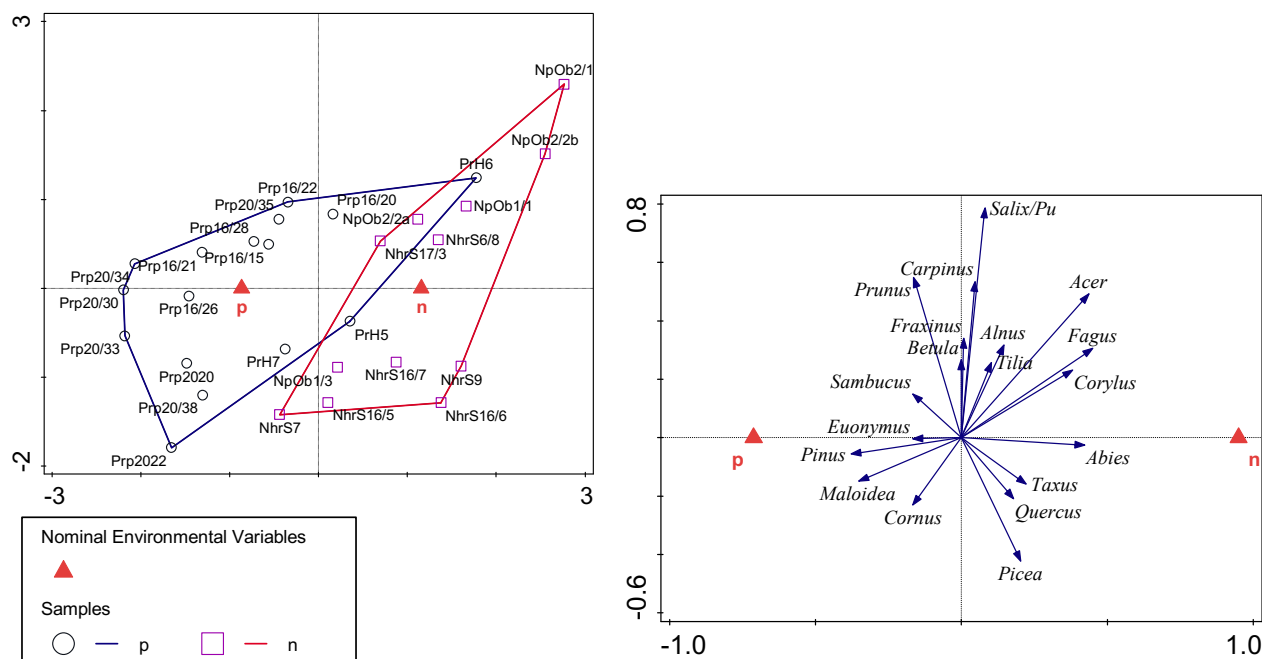 3
NpOb2/1
NpOb2/2b
PrH6
Prp16/22
Prp20/35
Prp16/20
NpOb2/2a
NpOb1/1
Prp16/28
NhrS6/8
NhrS17/3
Prp16/15
Prp16/21
Prp20/34
Prp20/30
Prp16/26
p
n
PrH5
Prp20/33
PrH7
Prp2020
NpOb1/3
NhrS16/7
NhrS9
Prp20/38
NhrS7
NhrS16/5
NhrS16/6
Prp2022
-2
-3
3
Nominal Environmental Variables
Samples
p
n
0.8
Salix/Pu
Carpinus
Prunus
Acer
Fraxinus
Alnus
Fagus
Betula
Tilia
Sambucus
Corylus
Euonymus
p
n
Pinus
Abies
Maloidea
Taxus
Cornus
Quercus
Picea
-0.6
-1.0
1.0